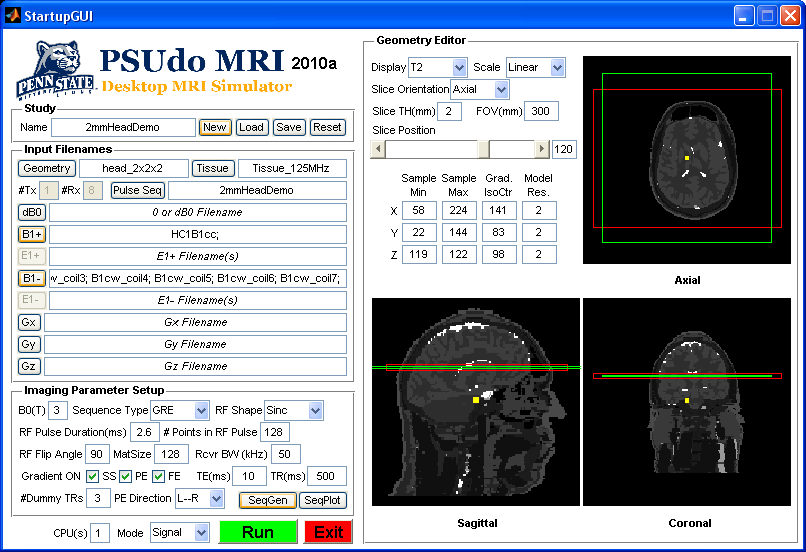 StartupGUI
PENN STATE
PSUdo MRI 2010a
Desktop MRI Simulator
Study
Name 2mmHeadDemo New Load Save Reset
Input Filenames
Geometry head_2x2x2 Tissue Tissue_125MHz
#Tx 1 #Rx 8 Pulse Seq 2mmHeadDemo
dB0 0 or dB0 Filename
B1+ HC1B1cc;
E1+ E1+ Filename(s)
B1- w_coil3; B1cw_coil4; B1cw_coil5; B1cw_coil6; B1cw_coil7;
E1- E1- Filename(s)
Gx Gx Filename
Gy Gy Filename
Gz Gz Filename
Imaging Parameter Setup
B0(T) 3 Sequence Type GRE RF Shape Sinc
RF Pulse Duration(ms) 2.6 # Points in RF Pulse 128
RF Flip Angle 90 MatSize 128 Rcvr BW (kHz) 50
Gradient ON SS PE FE TE(ms) 10 TR(ms) 500
#Dummy TRs 3 PE Direction L--R SeqGen SeqPlot
CPU(s) 1 Mode Signal Run Exit
Geometry Editor
Display T2 Scale Linear
Slice Orientation Axial
Slice TH(mm) 2 FOV(mm) 300
Slice Position
120
Sample Min Sample Max Grad. IsoCtr Model Res.
X 58 224 141 2
Y 22 144 83 2
Z 119 122 98 2
Axial
Sagittal
Coronal